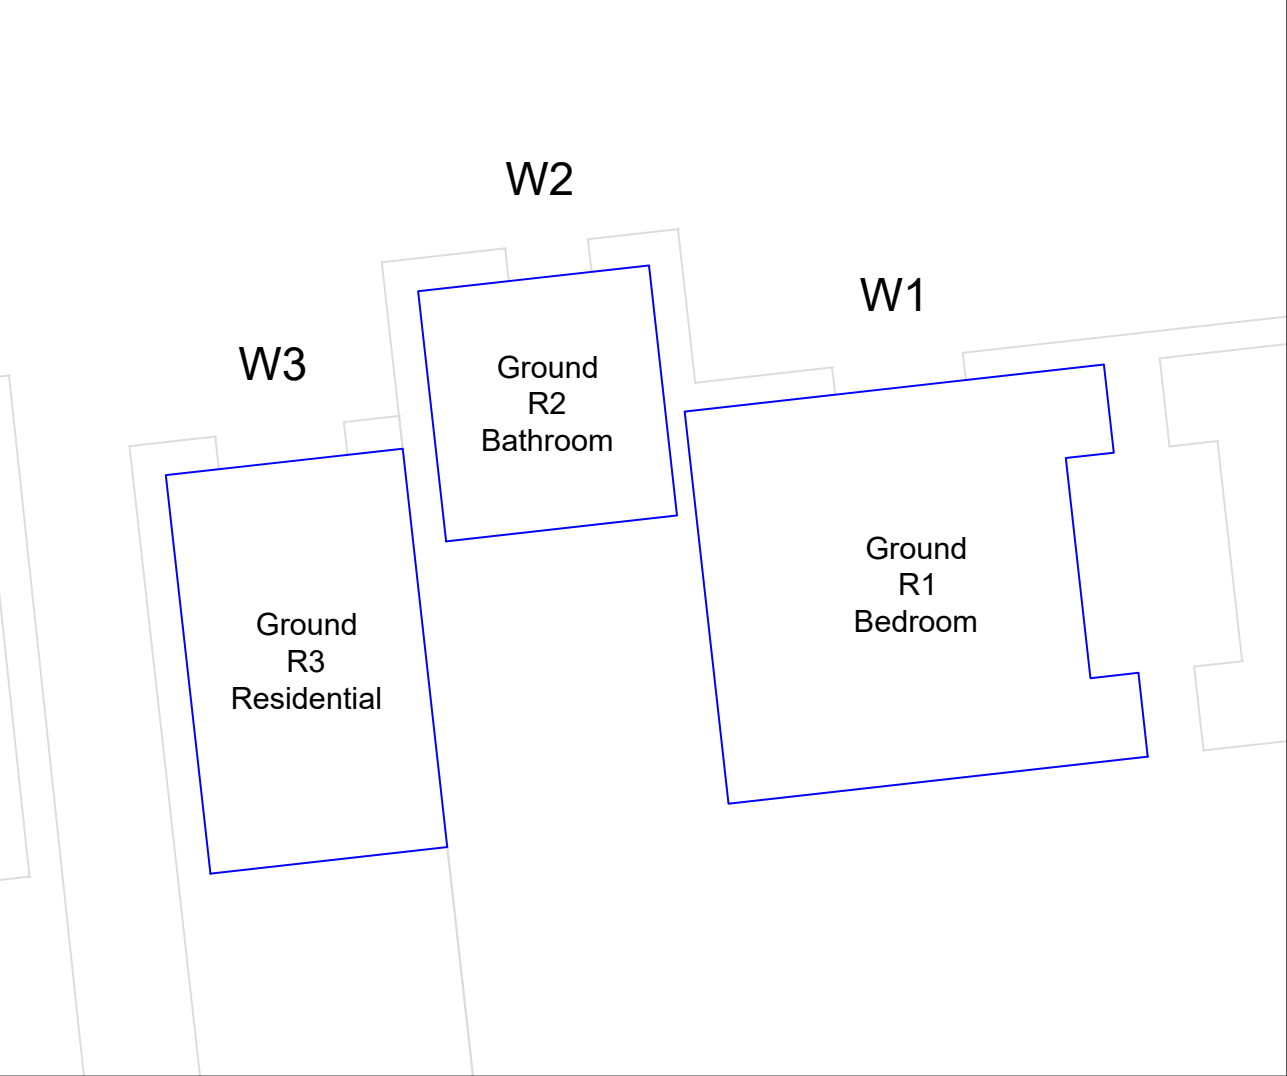 W2
W1
W3
Ground
R2
Bathroom
Ground
R1
Bedroom
Ground
R3
Residential